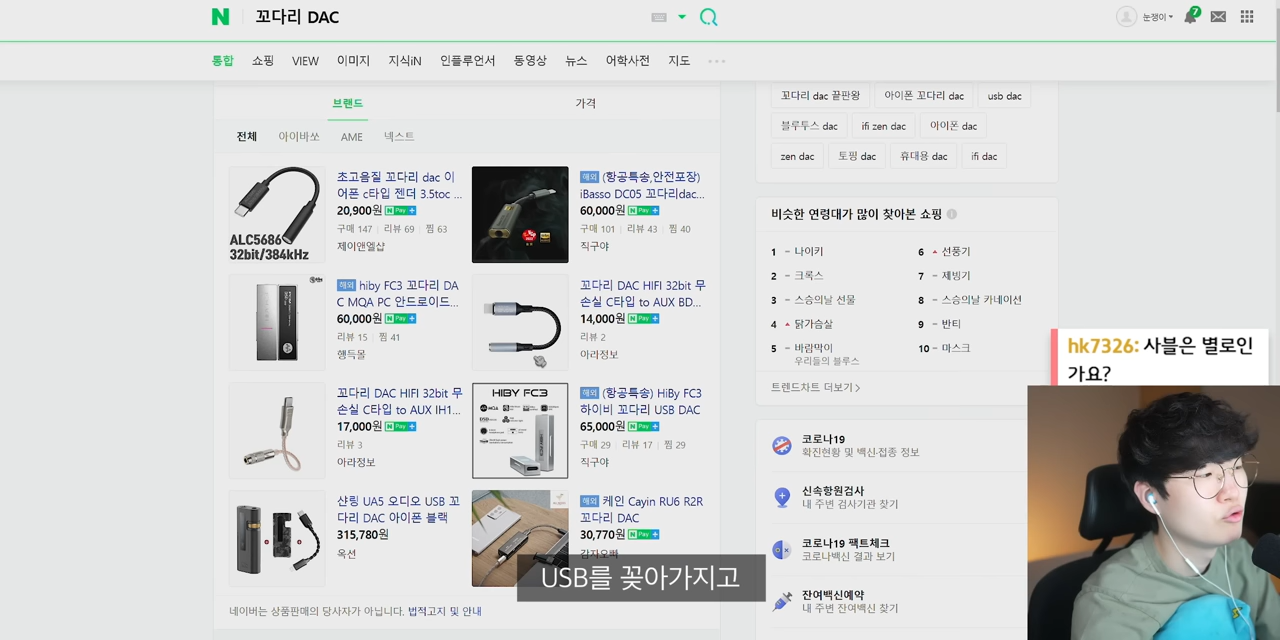 N 꼬다리 DAC
눈쟁이
7
통합 쇼핑 VIEW 이미지 지식iN 인플루언서 동영상 뉴스 어학사전 지도
브랜드 가격
전체 아이바쏘 AME 넥스트
초고음질 꼬다리 dac 이
어폰 c타입 젠더 3.5toc ...
20,900원 N Pay +
구매 147 리뷰 69 찜 63
제이앤엘샵
ALC5686
32bit/384kHz
해외 (항공특송,안전포장)
iBasso DC05 꼬다리dac...
60,000원 N Pay +
구매 101 리뷰 43 찜 40
직구야
해외 hiby FC3 꼬다리 DA
C MQA PC 안드로이드...
60,000원 N Pay +
리뷰 15 찜 41
행득몰
꼬다리 DAC HIFI 32bit 무
손실 C타입 to AUX BD...
14,000원 N Pay +
리뷰 2
아라정보
꼬다리 DAC HIFI 32bit 무
손실 C타입 to AUX IH1...
17,000원 N Pay +
리뷰 3
아라정보
HIBY FC3
해외 (항공특송) HiBy FC3
하이비 꼬다리 USB DAC
65,000원 N Pay +
구매 29 리뷰 17 찜 29
직구야
샨링 UA5 오디오 USB 꼬
다리 DAC 아이폰 블랙
315,780원
옥션
해외 케인 Cayin RU6 R2R
꼬다리 DAC
30,770원 N Pay +
감자오빠
네이버는 상품판매의 당사자가 아닙니다. 법적고지 및 안내
꼬다리 dac 끝판왕 아이폰 꼬다리 dac usb dac
블루투스 dac ifi zen dac 아이폰 dac
zen dac 토핑 dac 휴대용 dac ifi dac
비슷한 연령대가 많이 찾아본 쇼핑
1 - 나이키
2 - 크록스
3 - 스승의날 선물
4 닭가슴살
5 - 바람막이
우리들의 블루스
6 선풍기
7 - 제빙기
8 - 스승의날 카네이션
9 - 반티
10 - 마스크
트렌드차트 더보기 >
코로나19
확진현황 및 백신·접종 정보
신속항원검사
내 주변 검사기관 찾기
코로나19 팩트체크
코로나백신 결과 보기
잔여백신예약
내 주변 잔여백신 찾기
hk7326: 사블은 별로인
가요?
USB를 꽂아가지고